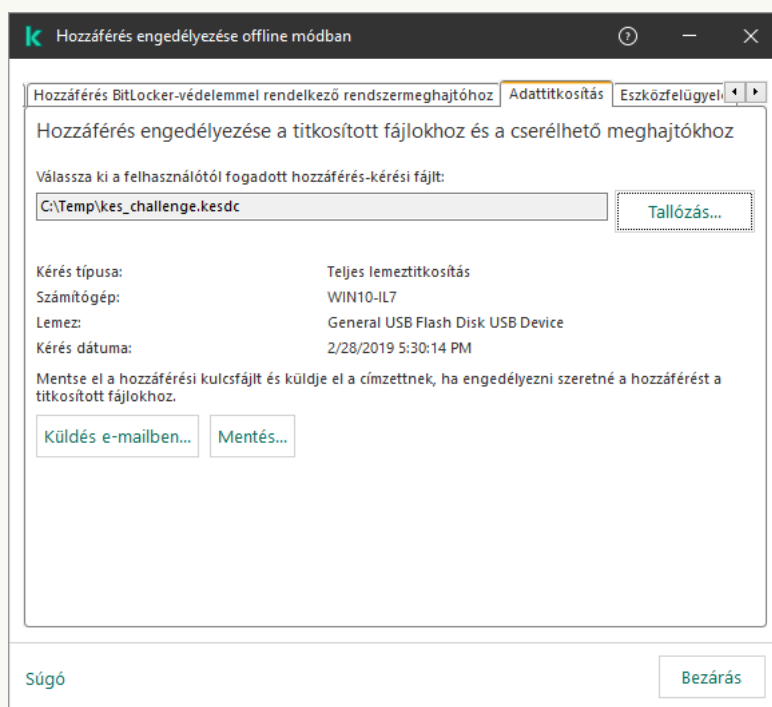 Hozzáférés engedélyezése offline módban
Hozzáférés BitLocker-védelemmel rendelkező rendszermeghajtóhoz Adattitkosítás Eszközfelügyel
Hozzáférés engedélyezése a titkosított fájlokhoz és a cserélhető meghajtókhoz
Válassza ki a felhasználótól fogadott hozzáférés-kérési fájlt:
C:\Temp\kes_challenge.kesdc Tallózás...
Kérés típusa: Teljes lemeztitkosítás
Számítógép: WIN10-IL7
Lemez: General USB Flash Disk USB Device
Kérés dátuma: 2/28/2019 5:30:14 PM
Mentse el a hozzáférési kulcsfájlt és küldje el a címzettnek, ha engedélyezni szeretné a hozzáférést a
titkosított fájlokhoz.
Küldés e-mailben... Mentés...
Súgó Bezárás